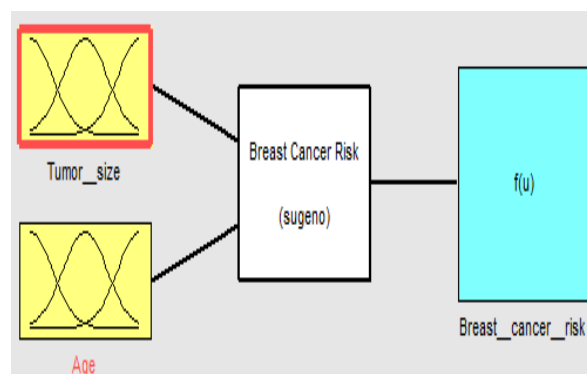 Tumor__size
Breast Cancer Risk
(sugeno)
f(u)
Age
Breast__cancer__risk